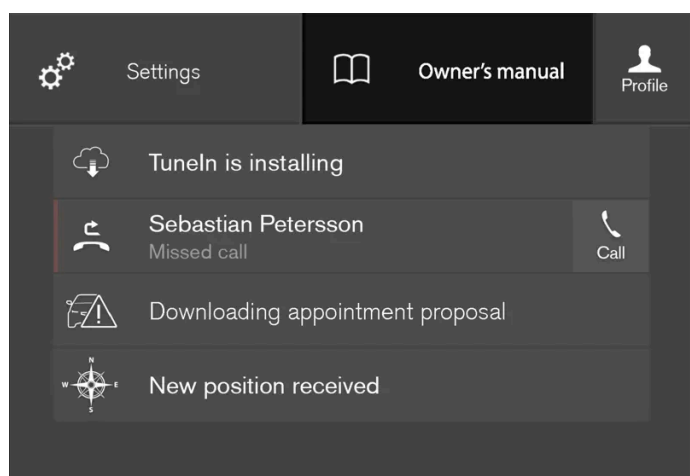 Settings
Owner's manual
Profile
TuneIn is installing
Sebastian Petersson
Missed call
Call
Downloading appointment proposal
N
W E
S
New position received